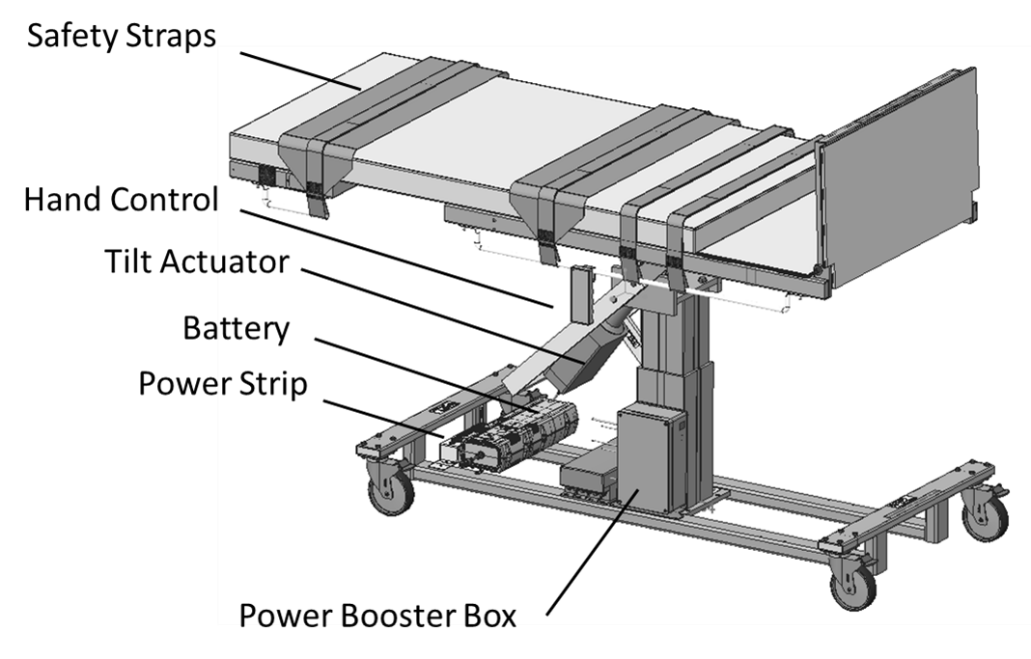 Safety Straps
Hand Control
Tilt Actuator
Battery
Power Strip
Power Booster Box